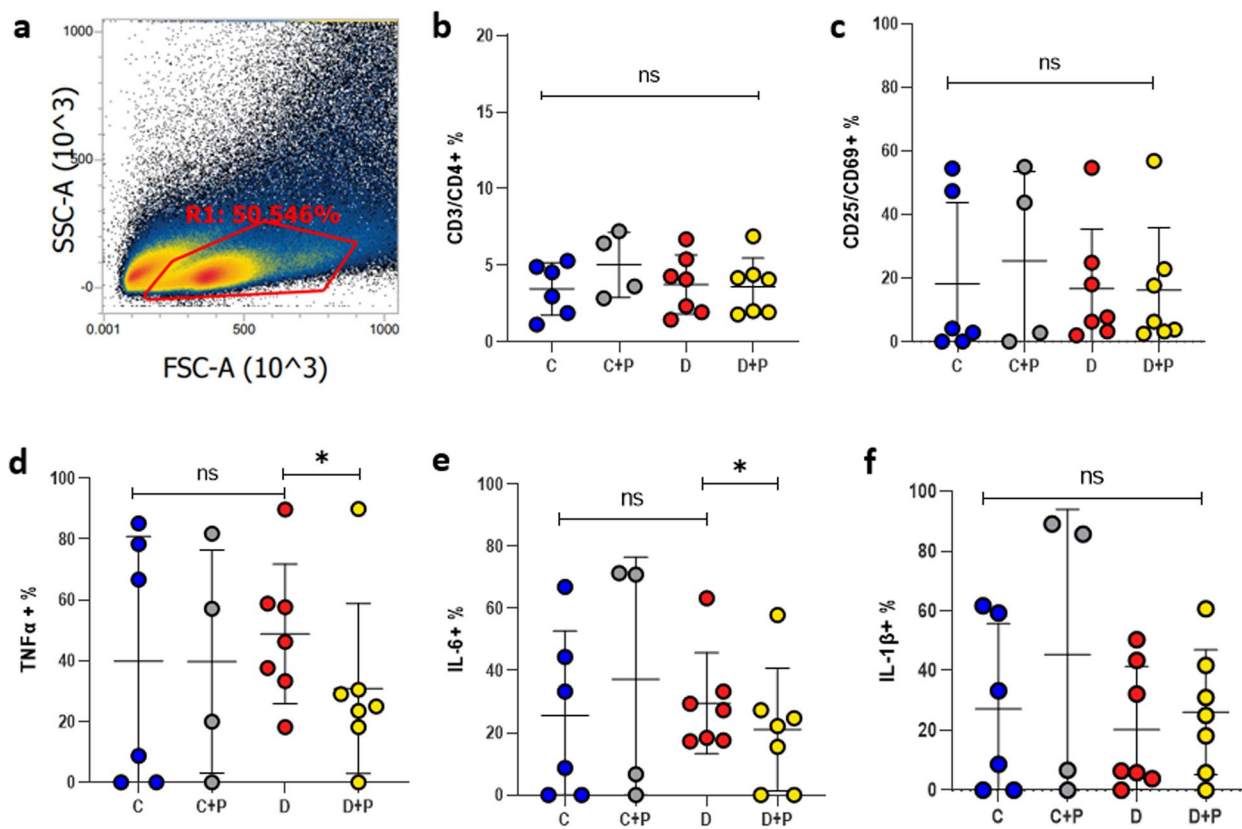 a
1000
500
-0
SSC-A (10^3)
R1: 50.546%
0.001
500
1000
FSC-A (10^3)
b
20
15
10
5
0
CD3/CD4+ %
ns
C
C+P
D
D+P
c
100
80
60
40
20
0
CD25/CD69+ %
ns
C
C+P
D
D+P
d
100
80
60
40
20
0
TNFα + %
ns
*
C
C+P
D
D+P
e
100
80
60
40
20
0
IL-6+ %
ns
*
C
C+P
D
D+P
f
100
80
60
40
20
0
IL-1β+ %
ns
C
C+P
D
D+P